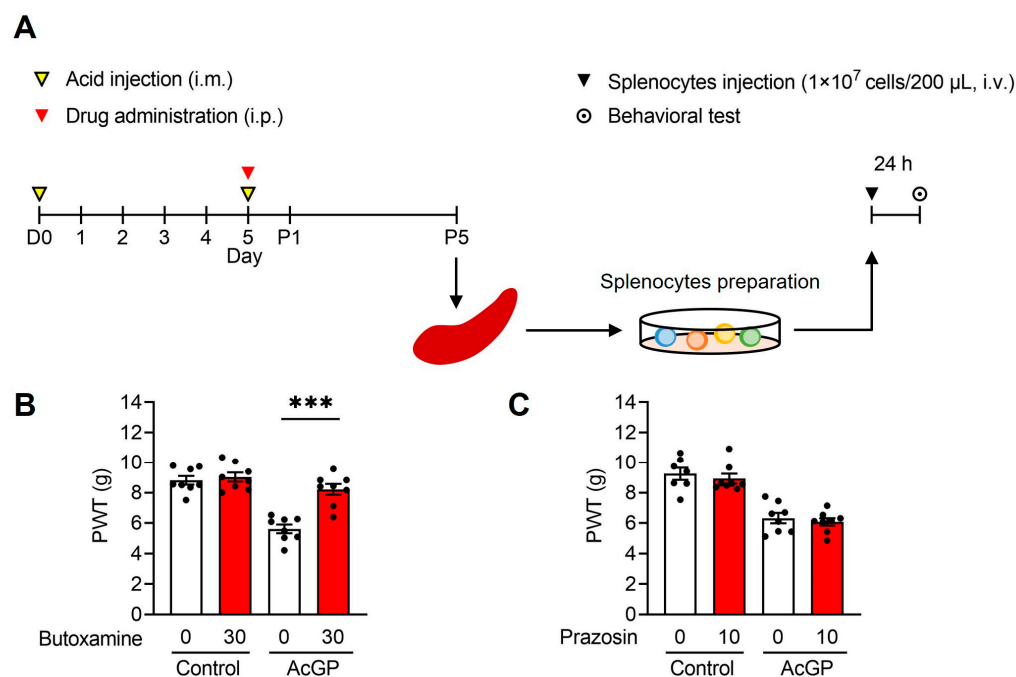 A
Acid injection (i.m.)
Drug administration (i.p.)
Splenocytes injection (1×10⁷ cells/200 µL, i.v.)
Behavioral test
24 h
D0 1 2 3 4 5 P1 P5
Day
Splenocytes preparation
B
***
14
12
10
8
6
4
2
0
PWT (g)
Butoxamine 0 30 0 30
Control AcGP
C
14
12
10
8
6
4
2
0
PWT (g)
Prazosin 0 10 0 10
Control AcGP